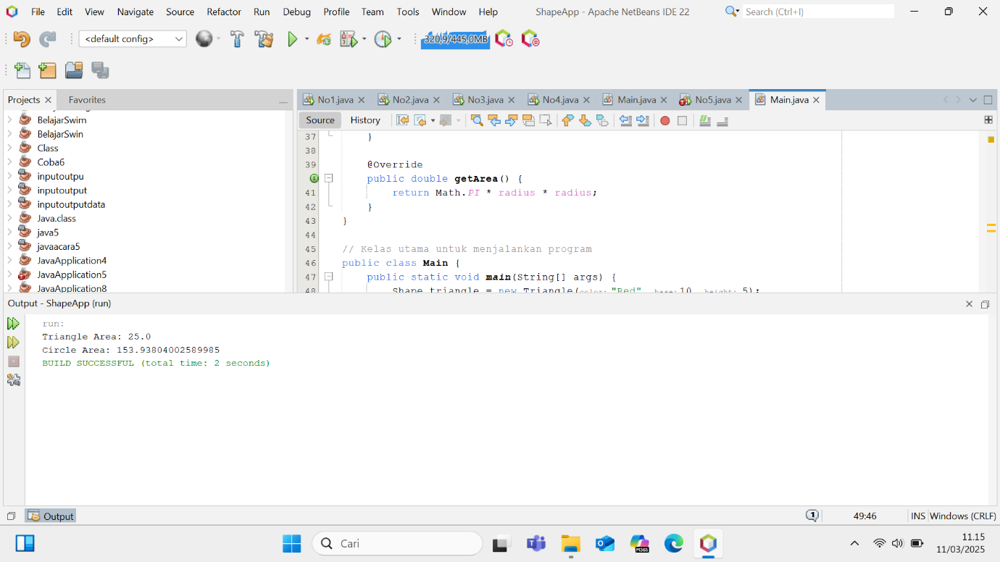 File Edit View Navigate Source Refactor Run Debug Profile Team Tools Window Help ShapeApp - Apache NetBeans IDE 22 Search (Ctrl+I)
<default config> 320,9/445,0MB
Projects Favorites No1.java No2.java No3.java No4.java Main.java No5.java Main.java
Source History
BelajarSwim
BelajarSwin
Class
Coba6
inputoutpu
inputoutput
inputoutputdata
Java.class
java5
javaacara5
JavaApplication4
JavaApplication5
JavaApplication8
37 }
38
39 @Override
public double getArea() {
41 return Math.PI * radius * radius;
42 }
43 }
44
45 // Kelas utama untuk menjalankan program
46 public class Main {
47 public static void main(String[] args) {
48 Shape triangle = new Triangle(color: "Red", base: 10, height: 5);
Output - ShapeApp (run)
run:
Triangle Area: 25.0
Circle Area: 153.93804002589985
BUILD SUCCESSFUL (total time: 2 seconds)
Output 1 49:46 INS Windows (CRLF)
Cari M365 11.15
11/03/2025